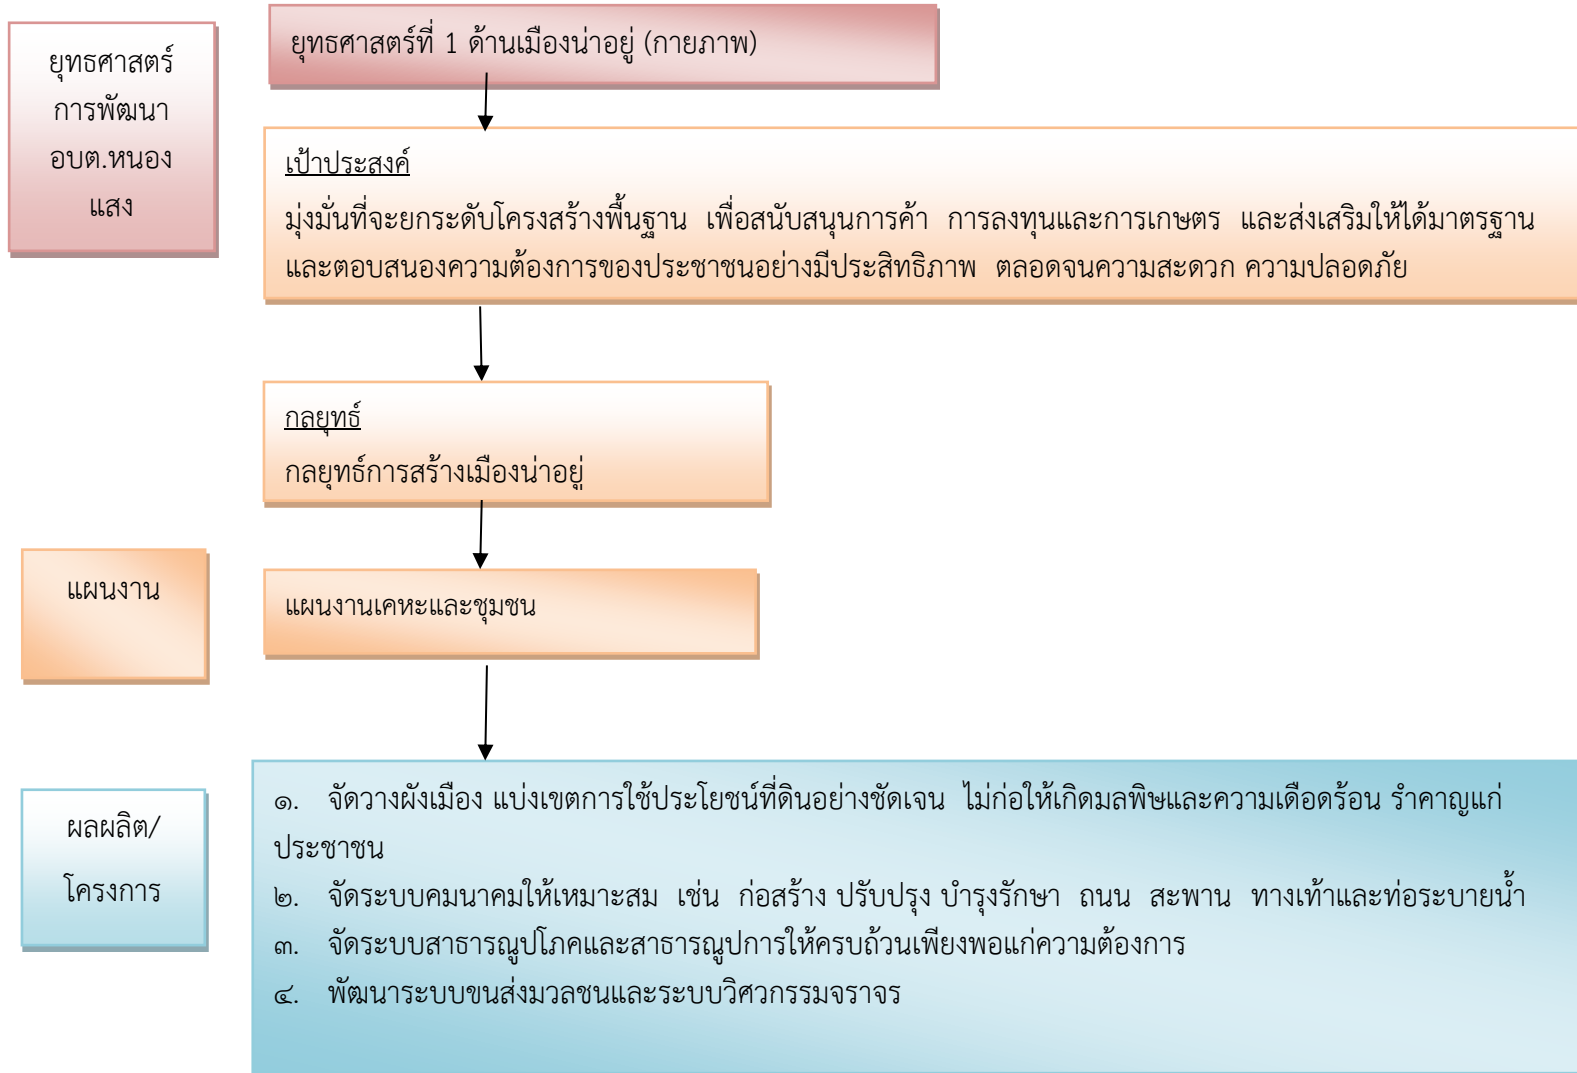 ยุทธศาสตร์
การพัฒนา
อบต.หนอง
แสง
ยุทธศาสตร์ที่ 1 ด้านเมืองน่าอยู่ (กายภาพ)
เป้าประสงค์
มุ่งมั่นที่จะยกระดับโครงสร้างพื้นฐาน เพื่อสนับสนุนการค้า การลงทุนและการเกษตร และส่งเสริมให้ได้มาตรฐาน
และตอบสนองความต้องการของประชาชนอย่างมีประสิทธิภาพ ตลอดจนความสะดวก ความปลอดภัย
กลยุทธ์
กลยุทธ์การสร้างเมืองน่าอยู่
แผนงาน
แผนงานเคหะและชุมชน
ผลผลิต/
โครงการ
๑. จัดวางผังเมือง แบ่งเขตการใช้ประโยชน์ที่ดินอย่างชัดเจน ไม่ก่อให้เกิดมลพิษและความเดือดร้อน รำคาญแก่
ประชาชน
๒. จัดระบบคมนาคมให้เหมาะสม เช่น ก่อสร้าง ปรับปรุง บำรุงรักษา ถนน สะพาน ทางเท้าและท่อระบายน้ำ
๓. จัดระบบสาธารณูปโภคและสาธารณูปการให้ครบถ้วนเพียงพอแก่ความต้องการ
๔. พัฒนาระบบขนส่งมวลชนและระบบวิศวกรรมจราจร